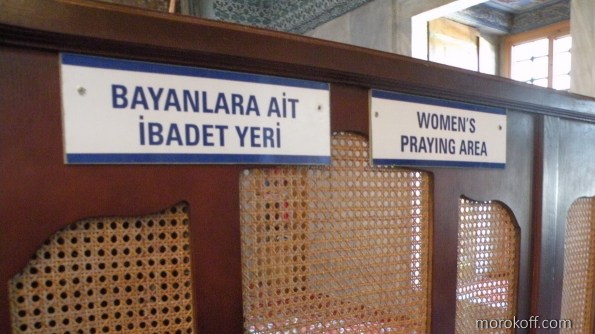 BAYANLARA AİT
İBADET YERİ
WOMEN'S
PRAYING AREA
morokoff.com